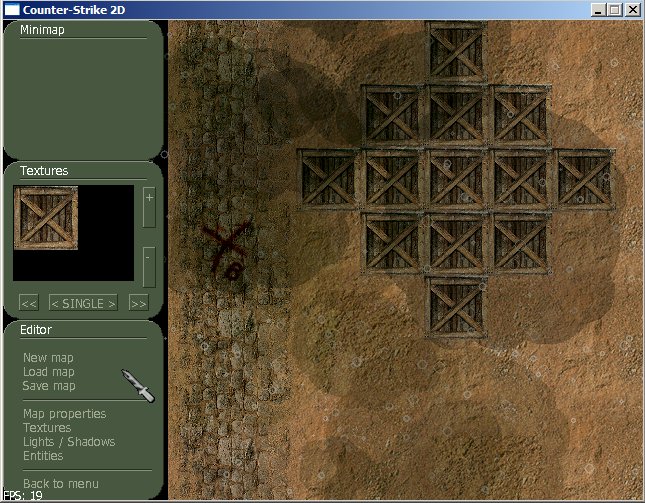 Counter-Strike 2D
Minimap
Textures
+
-
<< < SINGLE > >>
Editor
New map
Load map
Save map
Map properties
Textures
Lights / Shadows
Entities
Back to menu
FPS: 19
B